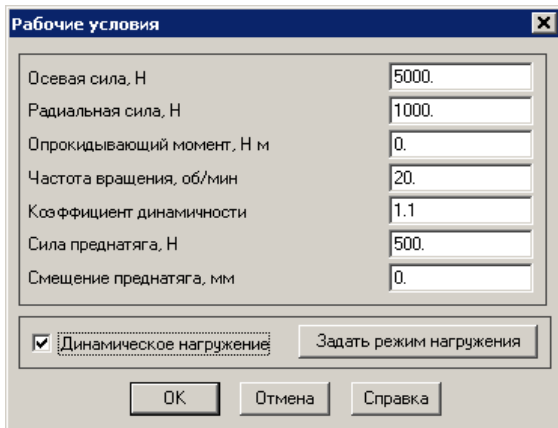 Рабочие условия
Осевая сила, Н 5000.
Радиальная сила, Н 1000.
Опрокидывающий момент, Н м 0.
Частота вращения, об/мин 20.
Коэффициент динамичности 1.1
Сила преднатяга, Н 500.
Смещение преднатяга, мм 0.
Динамическое нагружение Задать режим нагружения
OK Отмена Справка